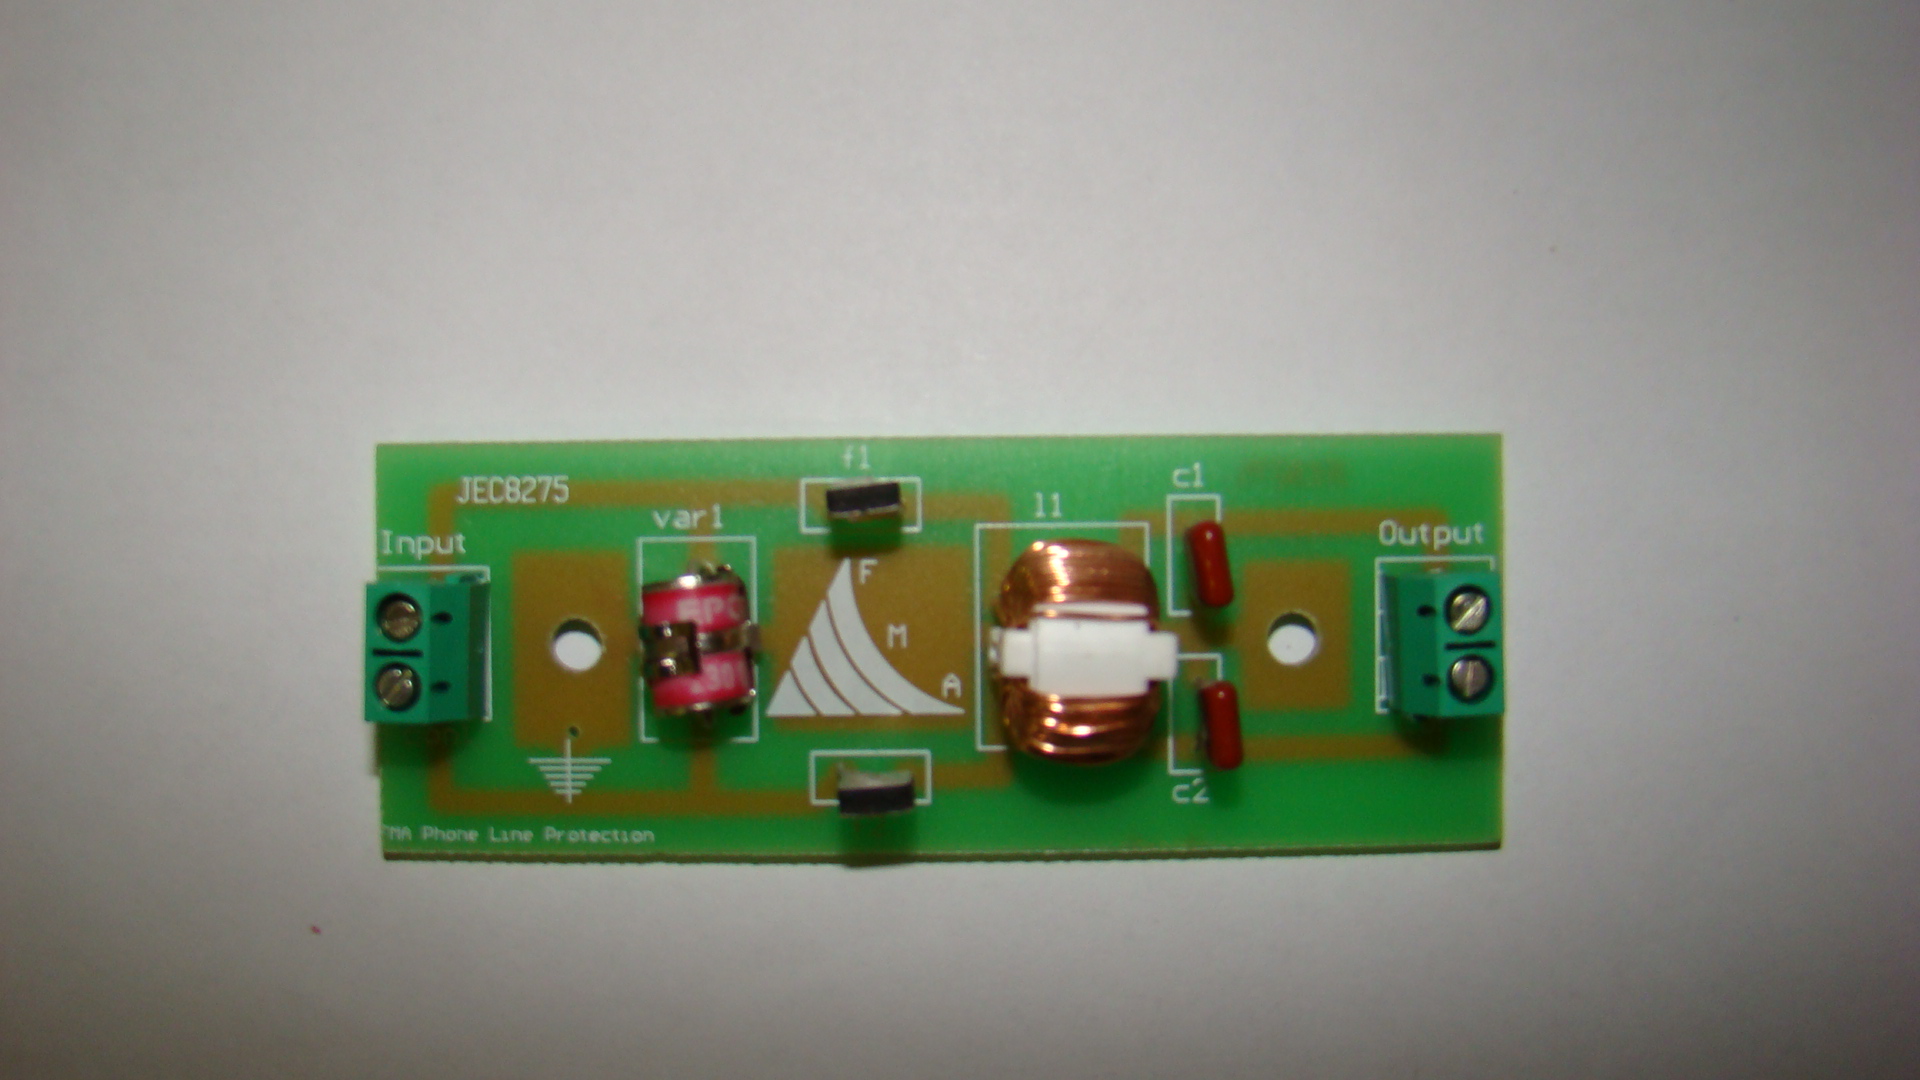 f1
JEC8275
c1
var1
l1
Input
Output
F
M
A
c2
Phone Line Protection